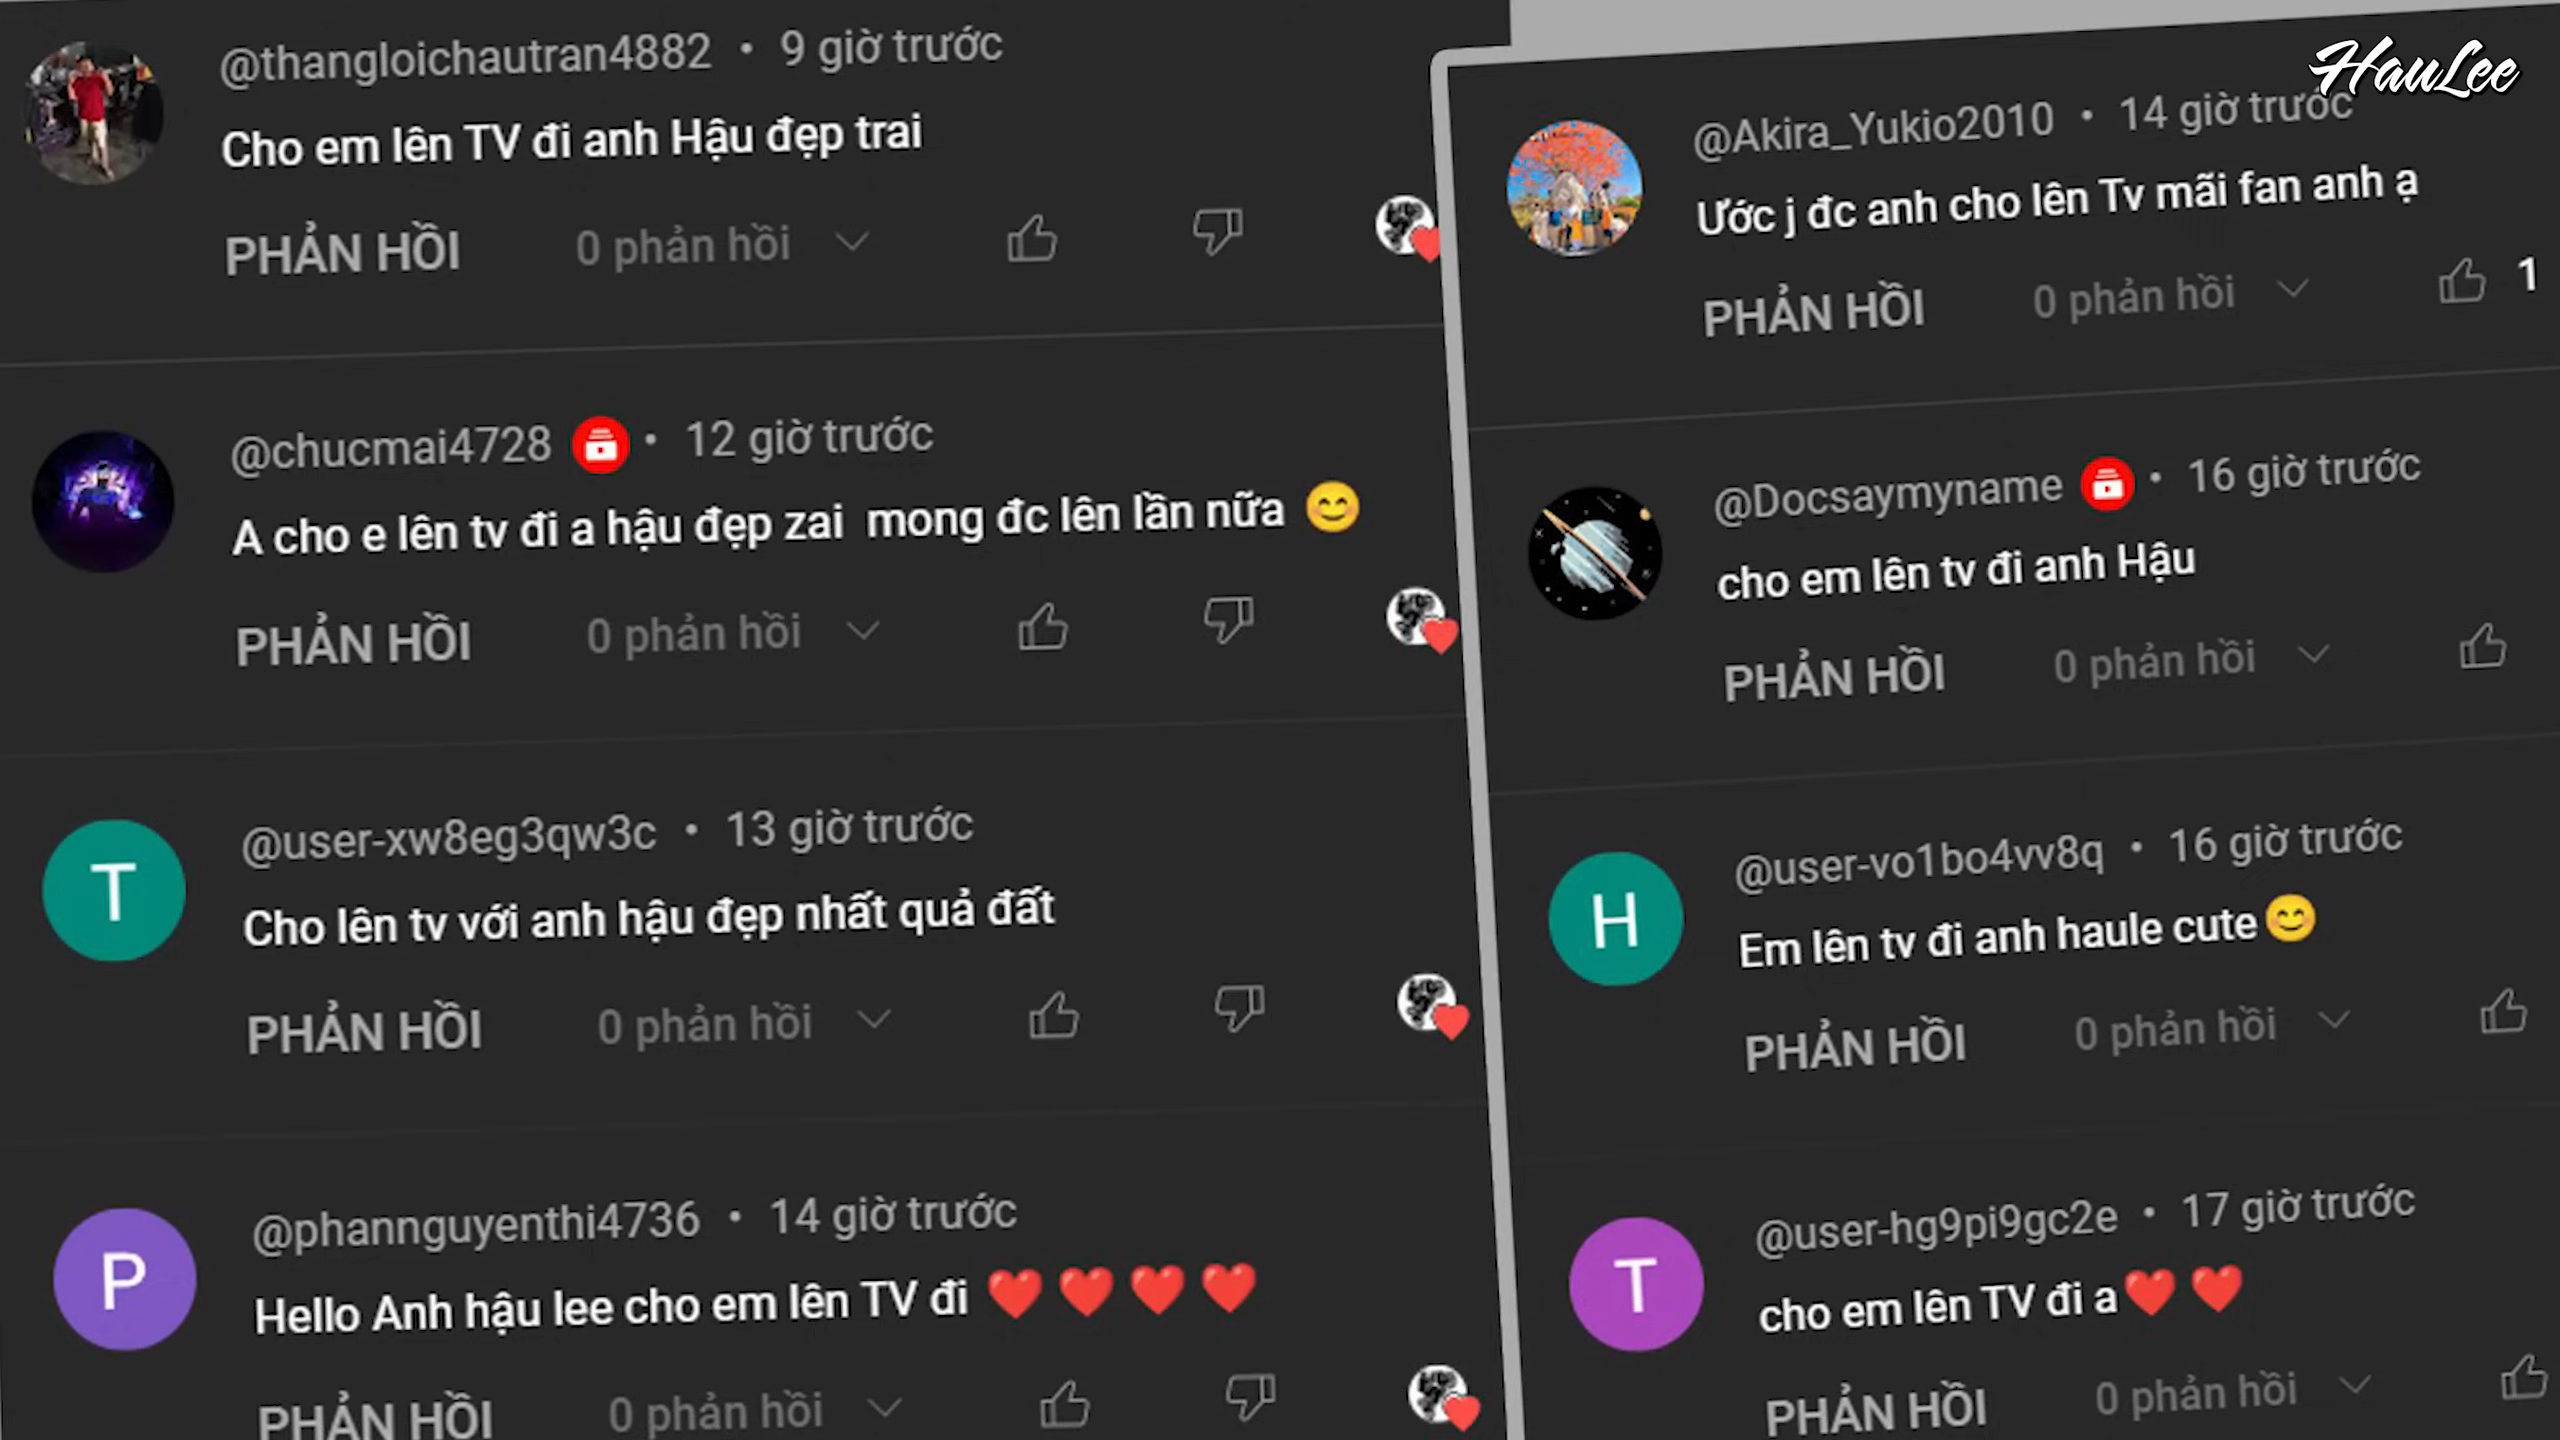 @thangloichautran4882 • 9 giờ trước
Cho em lên TV đi anh Hậu đẹp trai
PHẢN HỒI 0 phản hồi
@chucmai4728 • 12 giờ trước
A cho e lên tv đi a hậu đẹp zai mong đc lên lần nữa 😊
PHẢN HỒI 0 phản hồi
T
@user-xw8eg3qw3c • 13 giờ trước
Cho lên tv với anh hậu đẹp nhất quả đất
PHẢN HỒI 0 phản hồi
P
@phannguyenthi4736 • 14 giờ trước
Hello Anh hậu lee cho em lên TV đi ❤️❤️❤️❤️
PHẢN HỒI 0 phản hồi
HauLee
@Akira_Yukio2010 • 14 giờ trước
Ước j đc anh cho lên Tv mãi fan anh ạ
PHẢN HỒI 0 phản hồi 1
@Docsaymyname • 16 giờ trước
cho em lên tv đi anh Hậu
PHẢN HỒI 0 phản hồi
H
@user-vo1bo4vv8q • 16 giờ trước
Em lên tv đi anh haule cute😊
PHẢN HỒI 0 phản hồi
T
@user-hg9pi9gc2e • 17 giờ trước
cho em lên TV đi a❤️❤️
PHẢN HỒI 0 phản hồi